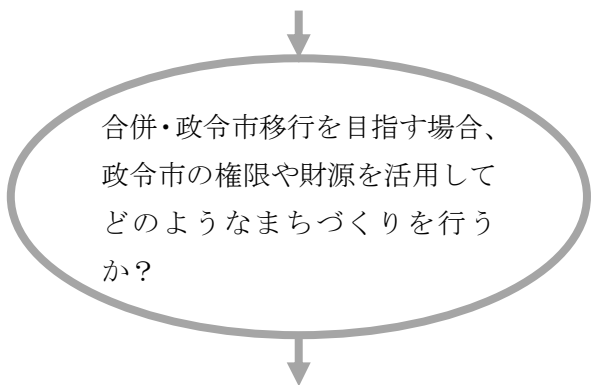 合併・政令市移行を目指す場合、
政令市の権限や財源を活用して
どのようなまちづくりを行う
か？